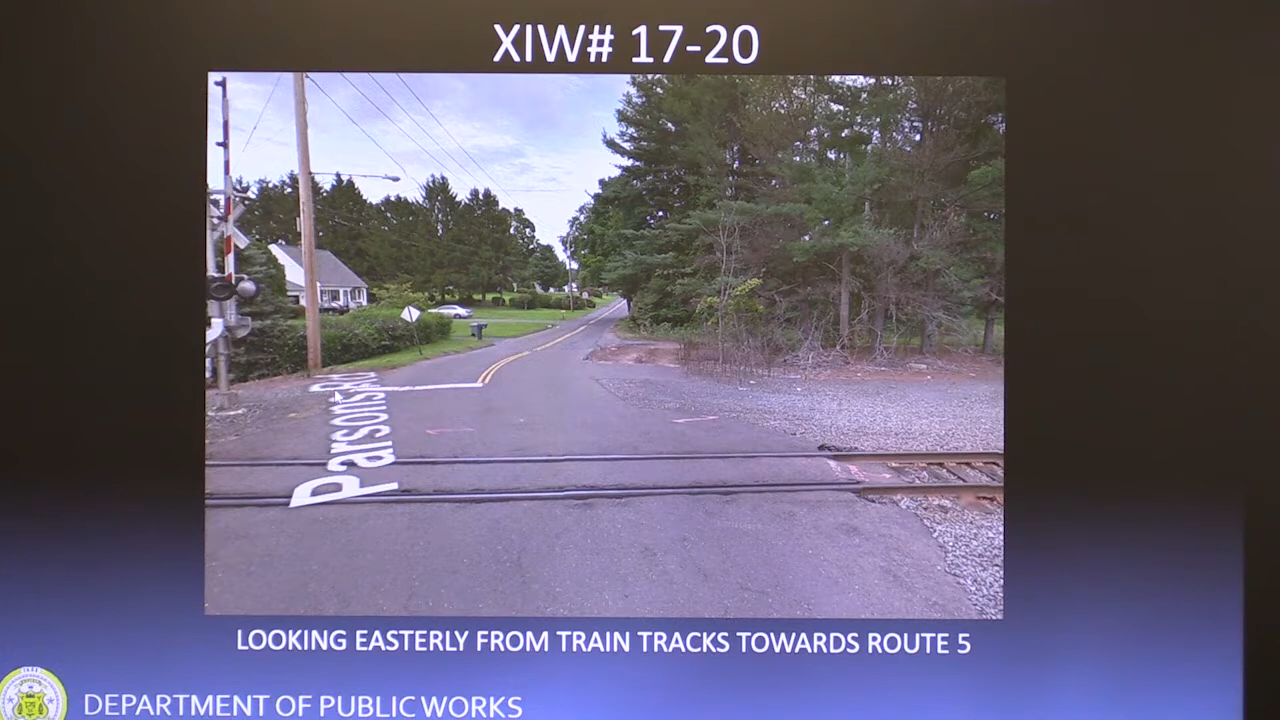 XIW# 17-20
Parsons Rd
LOOKING EASTERLY FROM TRAIN TRACKS TOWARDS ROUTE 5
DEPARTMENT OF PUBLIC WORKS